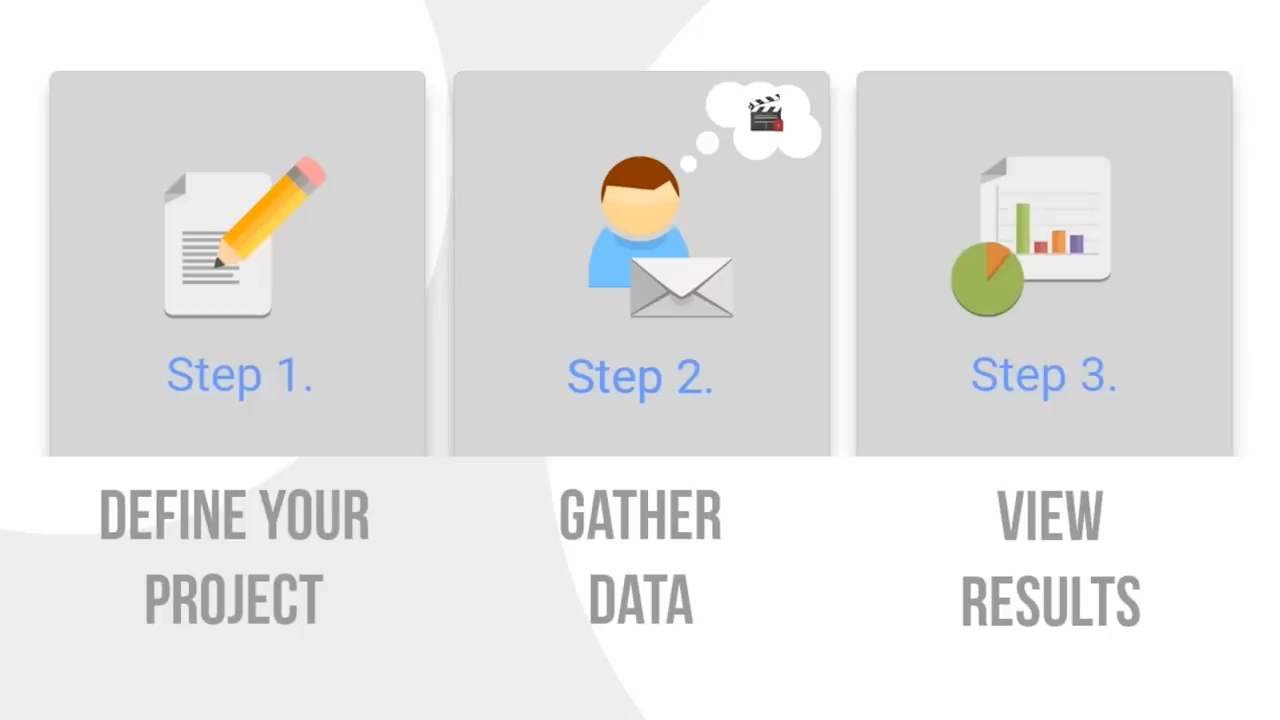 Step 1.
DEFINE YOUR
PROJECT
Step 2.
GATHER
DATA
Step 3.
VIEW
RESULTS